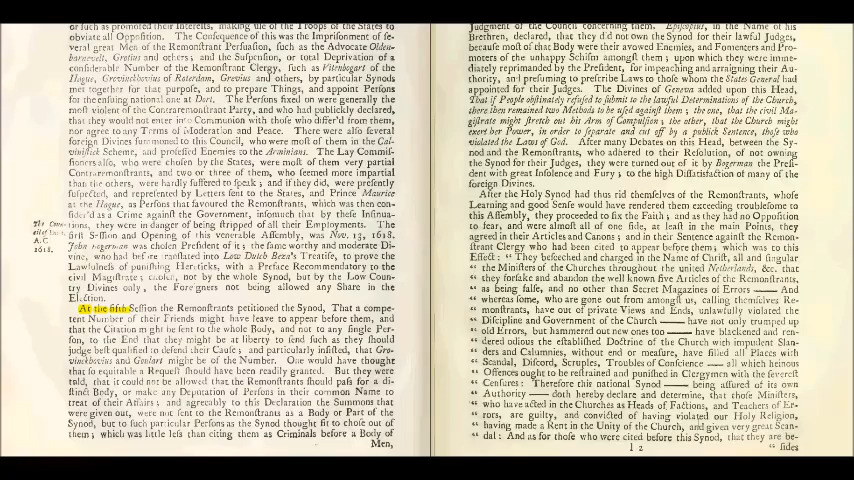 or such as promoted their Interests, making use of the Troops of the States to
obviate all Opposition. The Consequence of this was the Imprisonment of se-
veral great Men of the Remonstrant Persuasion, such as the Advocate Olden-
barnevelt, Grotius and others; and the Suspension, or total Deprivation of a
considerable Number of the Remonstrant Clergy, such as Vitenbogart of the
Hague, Grovinckhovius of Roterdam, Grevius and others, by particular Synods
met together for that purpose, and to prepare Things, and appoint Persons
for the ensuing national one at Dort. The Persons fixed on were generally the
most violent of the Contraremonstrant Party, and who had publickly declared,
that they would not enter into Communion with those who differ'd from them,
nor agree to any Terms of Moderation and Peace. There were also several
foreign Divines summoned to this Council, who were most of them in the Cal-
vinistick Scheme, and professed Enemies to the Arminians. The Lay Commis-
sioners also, who were chosen by the States, were most of them very partial
Contraremonstrants, and two or three of them, who seemed more impartial
than the others, were hardly suffered to speak; and if they did, were presently
suspected, and represented by Letters sent to the States, and Prince Maurice
at the Hague, as Persons that favoured the Remonstrants, which was then con-
sider'd as a Crime against the Government, insomuch that by these Insinua-
tions, they were in danger of being stripped of all their Employments. The
first Session and Opening of this venerable Assembly, was Nov. 13, 1618.
John Bogerman was chosen President of it; the same worthy and moderate Di-
vine, who had before translated into Low Dutch Beza's Treatise, to prove the
Lawfulness of punishing Hereticks, with a Preface Recommendatory to the
civil Magistrate; chosen, not by the whole Synod, but by the Low Coun-
try Divines only, the Foreigners not being allowed any Share in the
Election.
A.C.
1618.
At the fifth Session the Remonstrants petitioned the Synod, That a compe-
tent Number of their Friends might have leave to appear before them, and
that the Citation might be sent to the whole Body, and not to any single Per-
son, to the End that they might be at liberty to send such as they should
judge best qualified to defend their Cause; and particularly insisted, that Gro-
vinckhovius and Goulart might be of the Number. One would have thought
that so equitable a Request should have been readily granted. But they were
told, that it could not be allowed that the Remonstrants should pass for a di-
stinct Body, or make any Deputation of Persons in their common Name to
treat of their Affairs; and agreeably to this Declaration the Summons that
were given out, were not sent to the Remonstrants as a Body or Part of the
Synod, but to such particular Persons as the Synod thought fit to chose out of
them; which was little less than citing them as Criminals before a Body of
Men,
Judgment of the Council concerning them. Episcopius, in the Name of his
Brethren, declared, that they did not own the Synod for their lawful Judges,
because most of that Body were their avowed Enemies, and Fomenters and Pro-
moters of the unhappy Schism amongst them; upon which they were imme-
diately reprimanded by the President, for impeaching and arraigning their Au-
thority, and presuming to prescribe Laws to those whom the States General had
appointed for their Judges. The Divines of Geneva added upon this Head,
That if People obstinately refused to submit to the lawful Determinations of the Church,
there then remained two Methods to be used against them; the one, that the civil Ma-
gistrate might stretch out his Arm of Compulsion; the other, that the Church might
exert her Power, in order to separate and cut off by a publick Sentence, those who
violated the Laws of God. After many Debates on this Head, between the Sy-
nod and the Remonstrants, who adhered to their Resolution, of not owning
the Synod for their Judges, they were turned out of it by Bogerman the Presi-
dent with great Insolence and Fury; to the high Dissatisfaction of many of the
foreign Divines.
After the Holy Synod had thus rid themselves of the Remonstrants, whose
Learning and good Sense would have rendered them exceeding troublesome to
this Assembly, they proceeded to fix the Faith; and as they had no Opposition
to fear, and were almost all of one side, at least in the main Points, they
agreed in their Articles and Canons; and in their Sentence against the Remon-
strant Clergy who had been cited to appear before them; which was to this
Effect: "They beseeched and charged in the Name of Christ, all and singular
"the Ministers of the Churches throughout the united Netherlands, &c. that
"they forsake and abandon the well known five Articles of the Remonstrants,
"as being false, and no other than secret Magazines of Errors — And
"whereas some, who are gone out from amongst us, calling themselves Re-
"monstrants, have out of private Views and Ends, unlawfully violated the
"Discipline and Government of the Church — have not only trumped up
"old Errors, but hammered out new ones too — have blackened and ren-
"dered odious the established Doctrine of the Church with impudent Slan-
"ders and Calumnies, without end or measure, have filled all Places with
"Scandal, Discord, Scruples, Troubles of Conscience — all which heinous
"Offences ought to be restrained and punished in Clergymen with the severest
"Censures: Therefore this national Synod — being assured of its own
"Authority — doth hereby declare and determine, that those Ministers,
"who have acted in the Churches as Heads of Factions, and Teachers of Er-
"rors, are guilty, and convicted of having violated our Holy Religion,
"having made a Rent in the Unity of the Church, and given very great Scan-
"dal: And as for those who were cited before this Synod, that they are be-
l 2
"sides